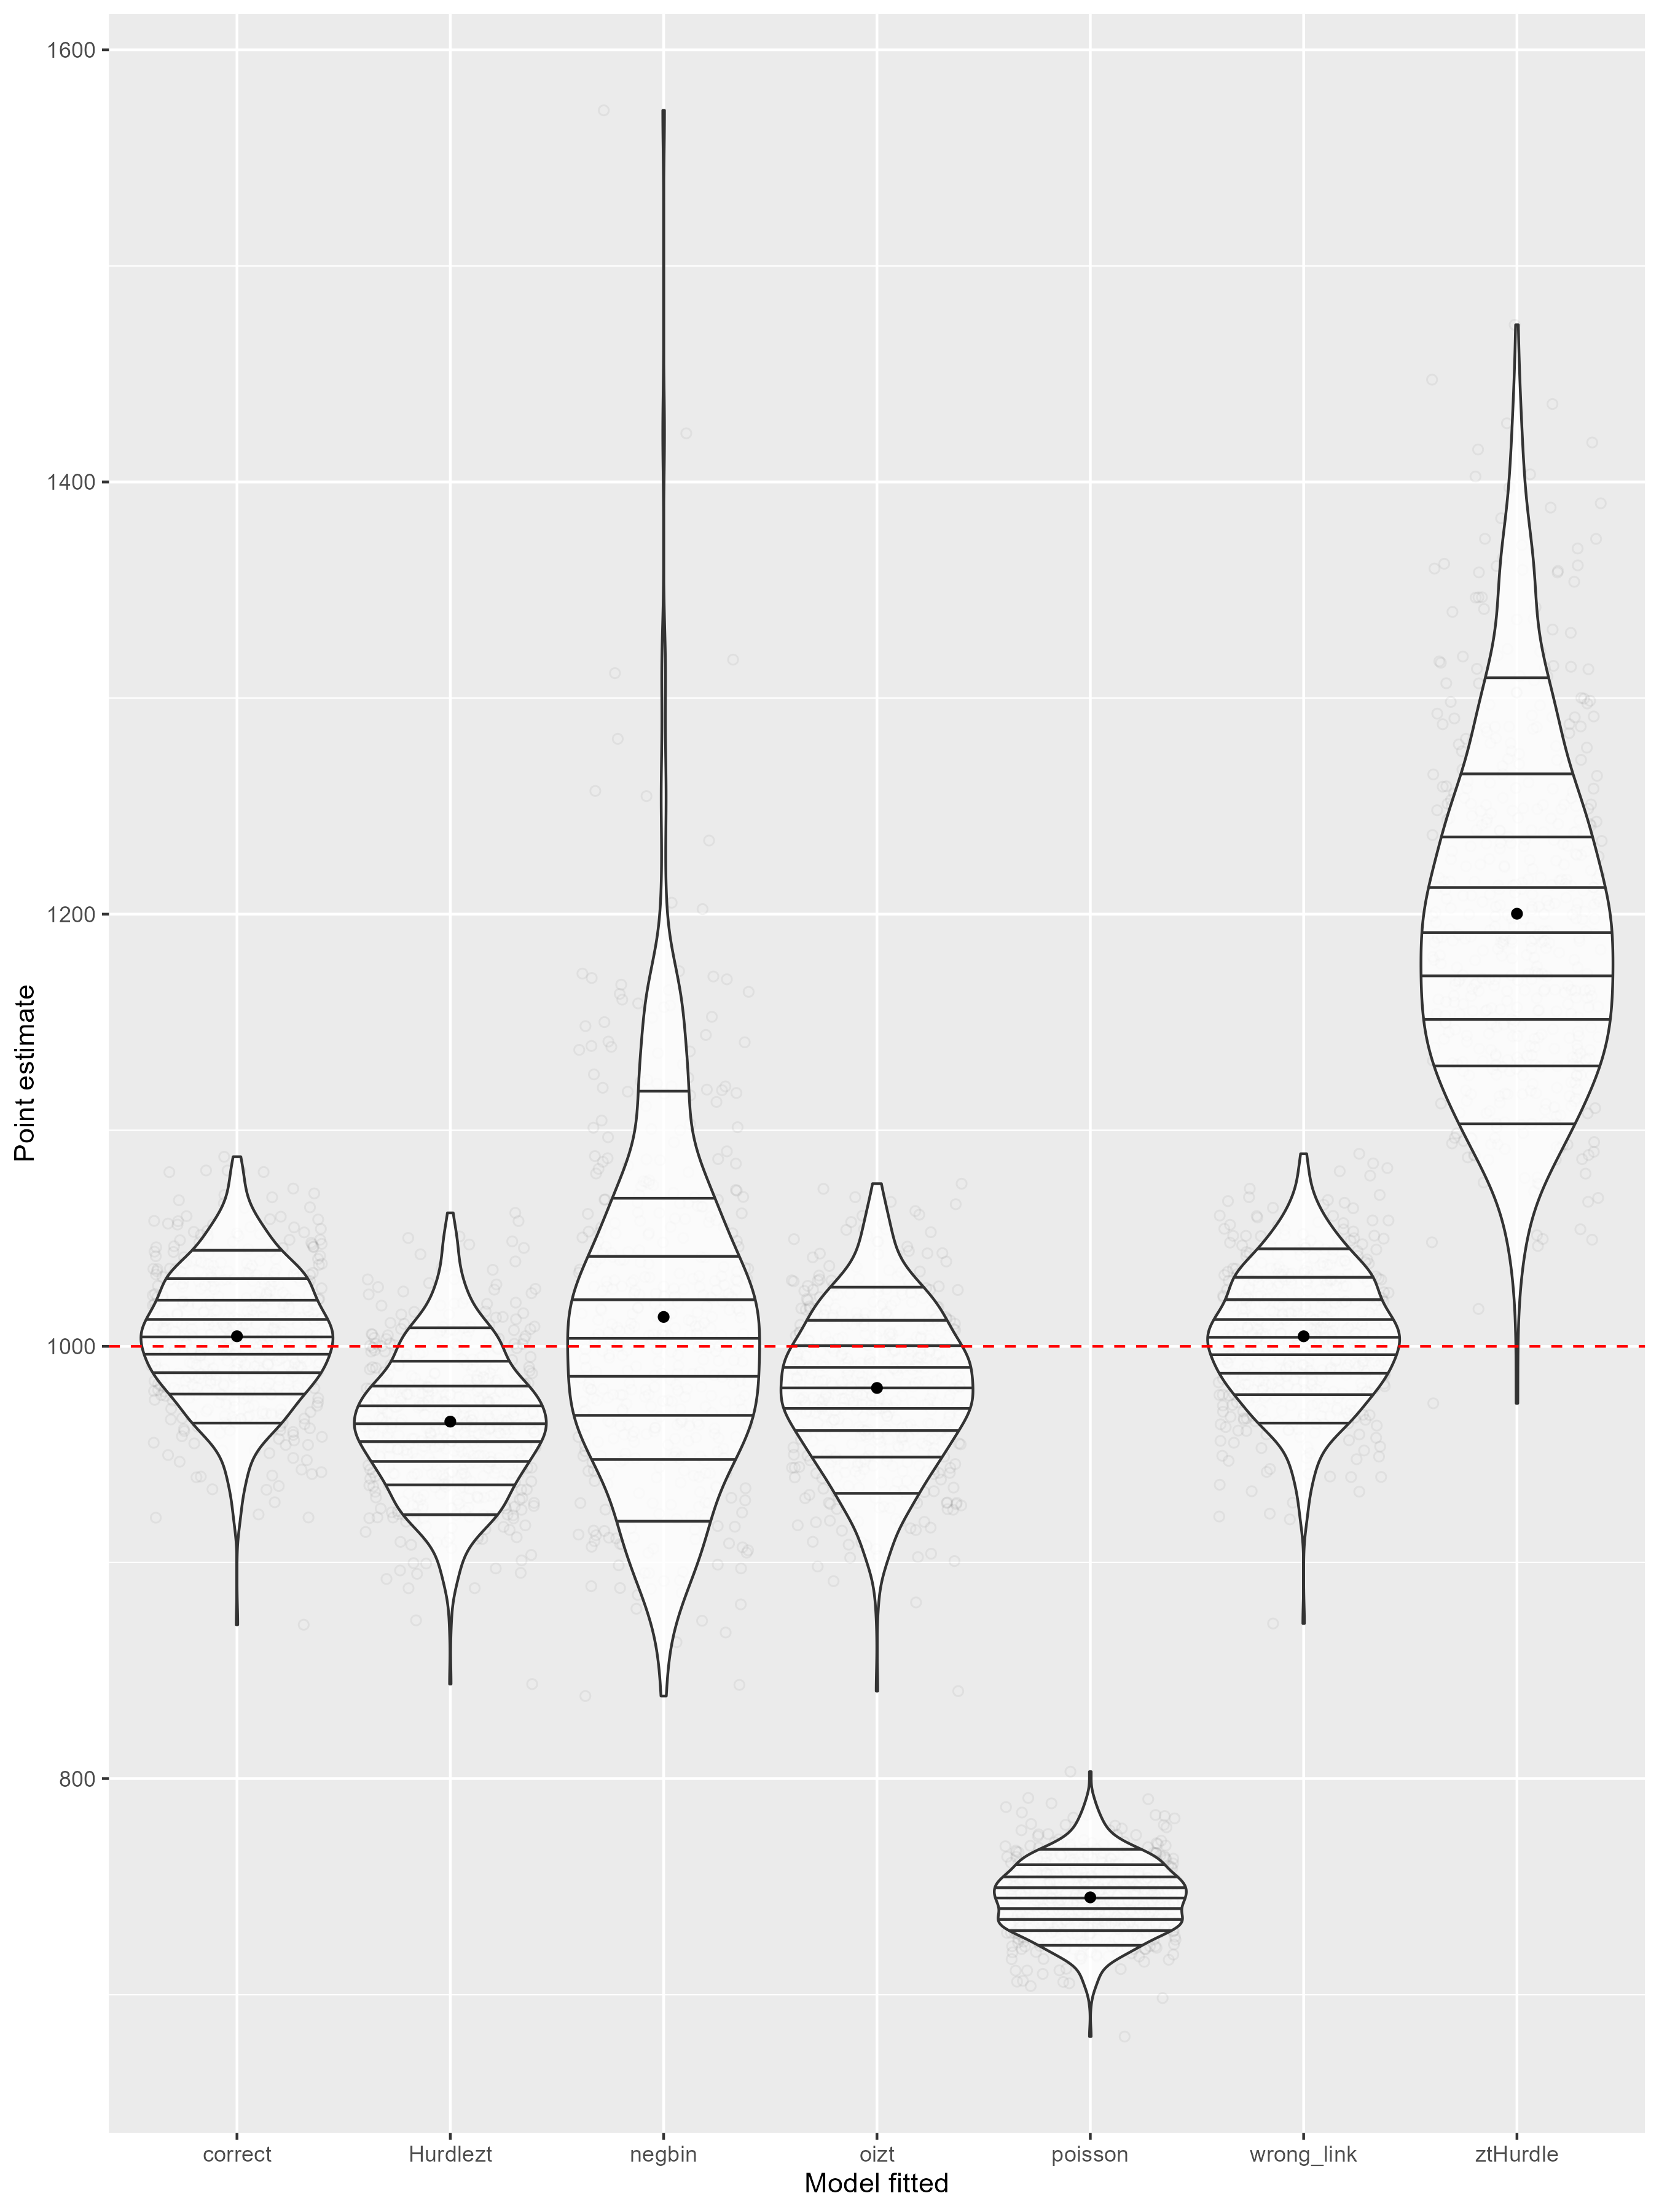 1600
1400
1200
1000
800
Point estimate
correct
Hurdlezt
negbin
oizt
poisson
wrong_link
ztHurdle
Model fitted